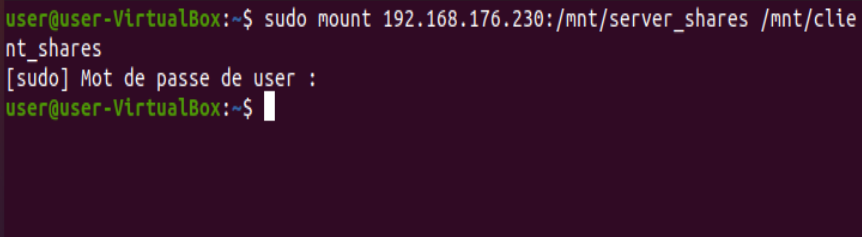 user@user-VirtualBox:~$ sudo mount 192.168.176.230:/mnt/server_shares /mnt/clie
nt_shares
[sudo] Mot de passe de user :
user@user-VirtualBox:~$